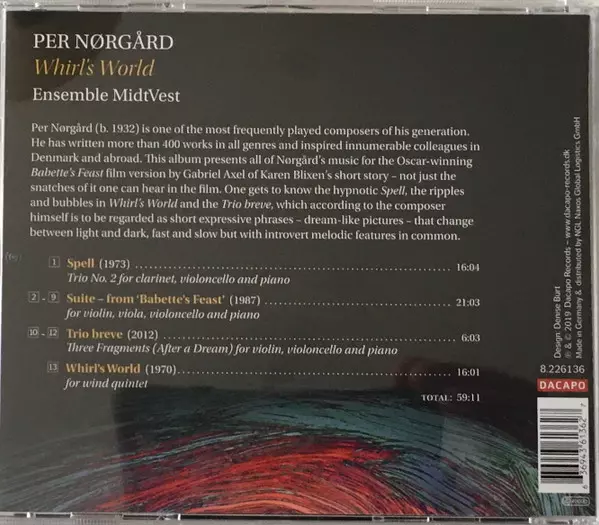 PER NØRGÅRD
Whirl's World
Ensemble MidtVest
Per Nørgård (b. 1932) is one of the most frequently played composers of his generation.
He has written more than 400 works in all genres and inspired innumerable colleagues in
Denmark and abroad. This album presents all of Nørgård's music for the Oscar-winning
Babette's Feast film version by Gabriel Axel of Karen Blixen's short story – not just the
snatches of it one can hear in the film. One gets to know the hypnotic Spell, the ripples
and bubbles in Whirl's World and the Trio breve, which according to the composer
himself is to be regarded as short expressive phrases – dream-like pictures – that change
between light and dark, fast and slow but with introvert melodic features in common.
1 Spell (1973) 16:04
Trio No. 2 for clarinet, violoncello and piano
2 - 9 Suite – from 'Babette's Feast' (1987) 21:03
for violin, viola, violoncello and piano
10 - 12 Trio breve (2012) 6:03
Three Fragments (After a Dream) for violin, violoncello and piano
13 Whirl's World (1970) 16:01
for wind quintet
TOTAL: 59:11
Design: Denise Burt
℗ & © 2019 Dacapo Records – www.dacapo-records.dk
Made in Germany & distributed by NGL Naxos Global Logistics GmbH
8.226136
DACAPO
6 36943 61362 7